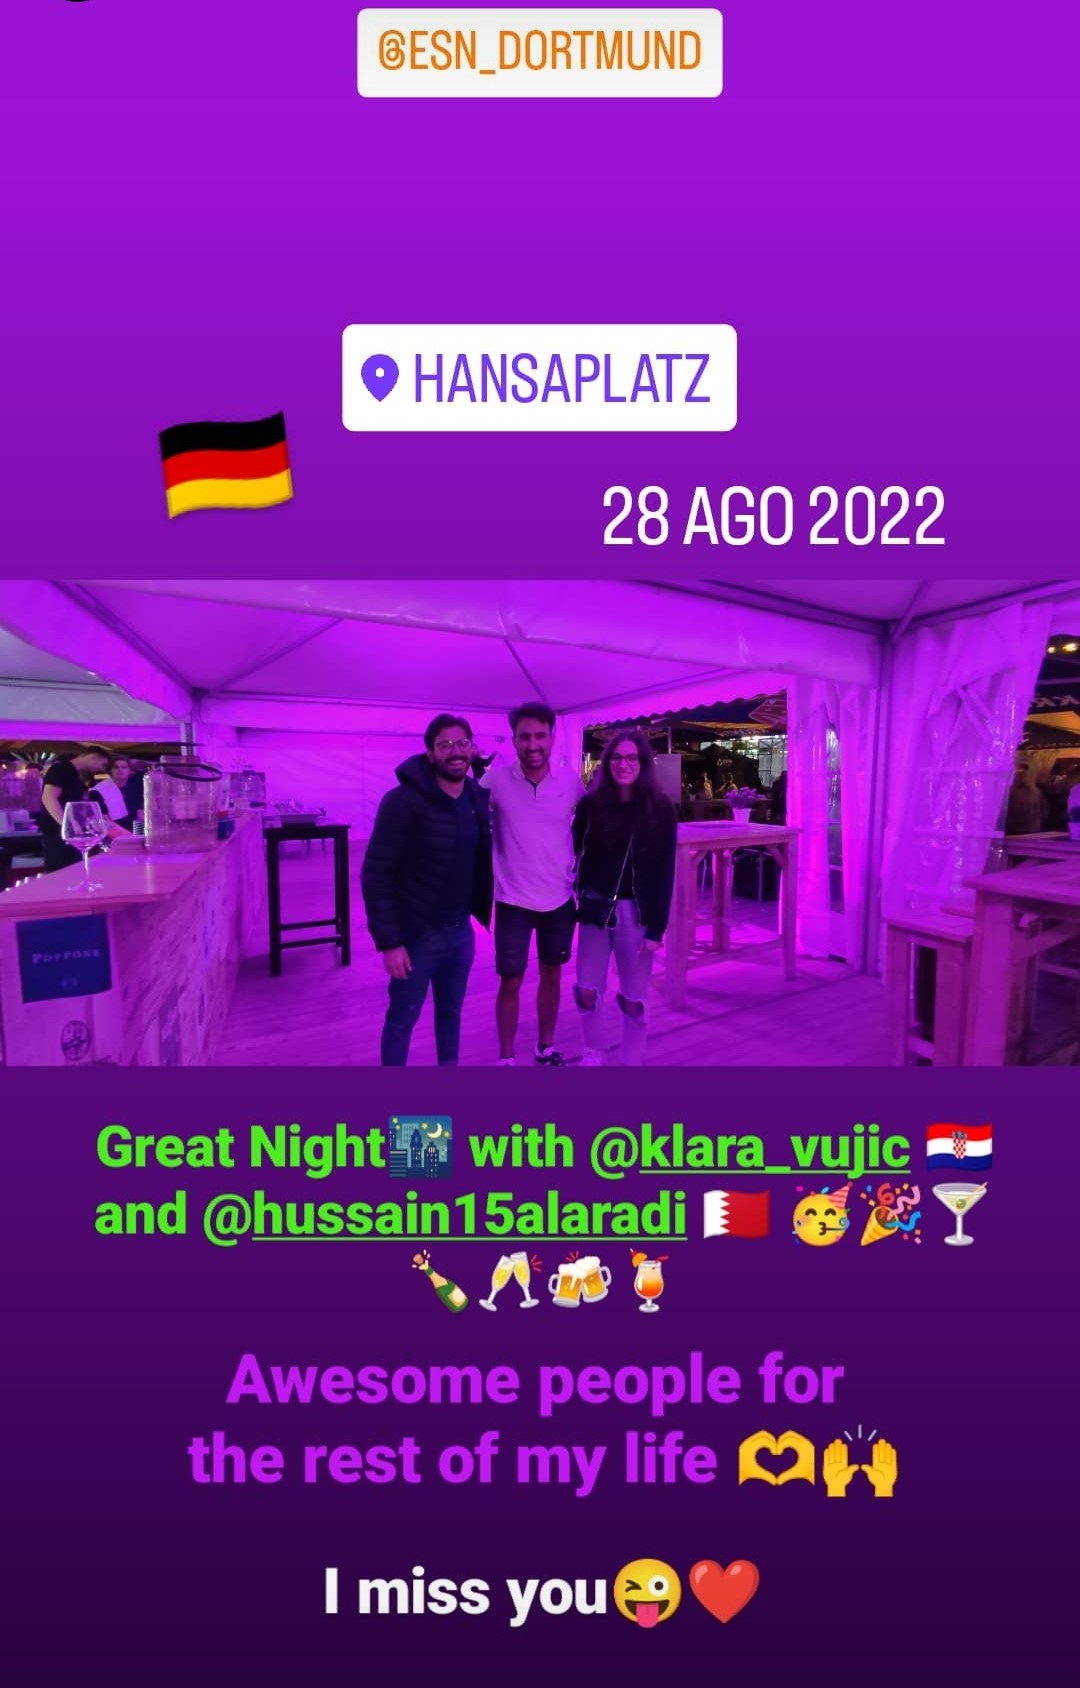 @ESN_DORTMUND
HANSAPLATZ
28 AGO 2022
POPPONE
Great Night🌃 with @klara_vujic 🇭🇷
and @hussain15alaradi 🇧🇭 🥳🎉🍸
🍾🥂🍻🍹
Awesome people for
the rest of my life 🫶🙌
I miss you😜❤️